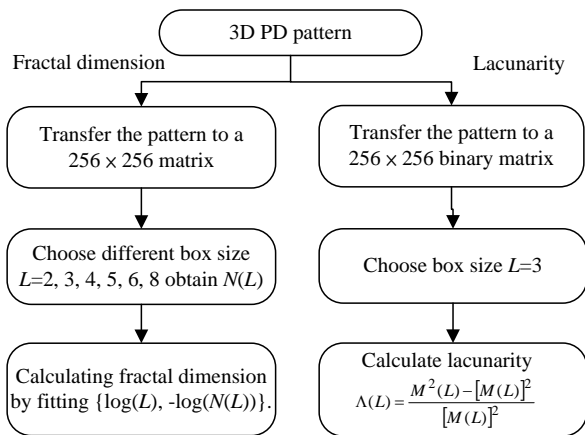 3D PD pattern
Fractal dimension
Lacunarity
Transfer the pattern to a
256 × 256 matrix
Transfer the pattern to a
256 × 256 binary matrix
Choose different box size
L=2, 3, 4, 5, 6, 8 obtain N(L)
Choose box size L=3
Calculating fractal dimension
by fitting {log(L), -log(N(L))}.
Calculate lacunarity
Λ(L) = (M²(L) − [M(L)]²) / [M(L)]²